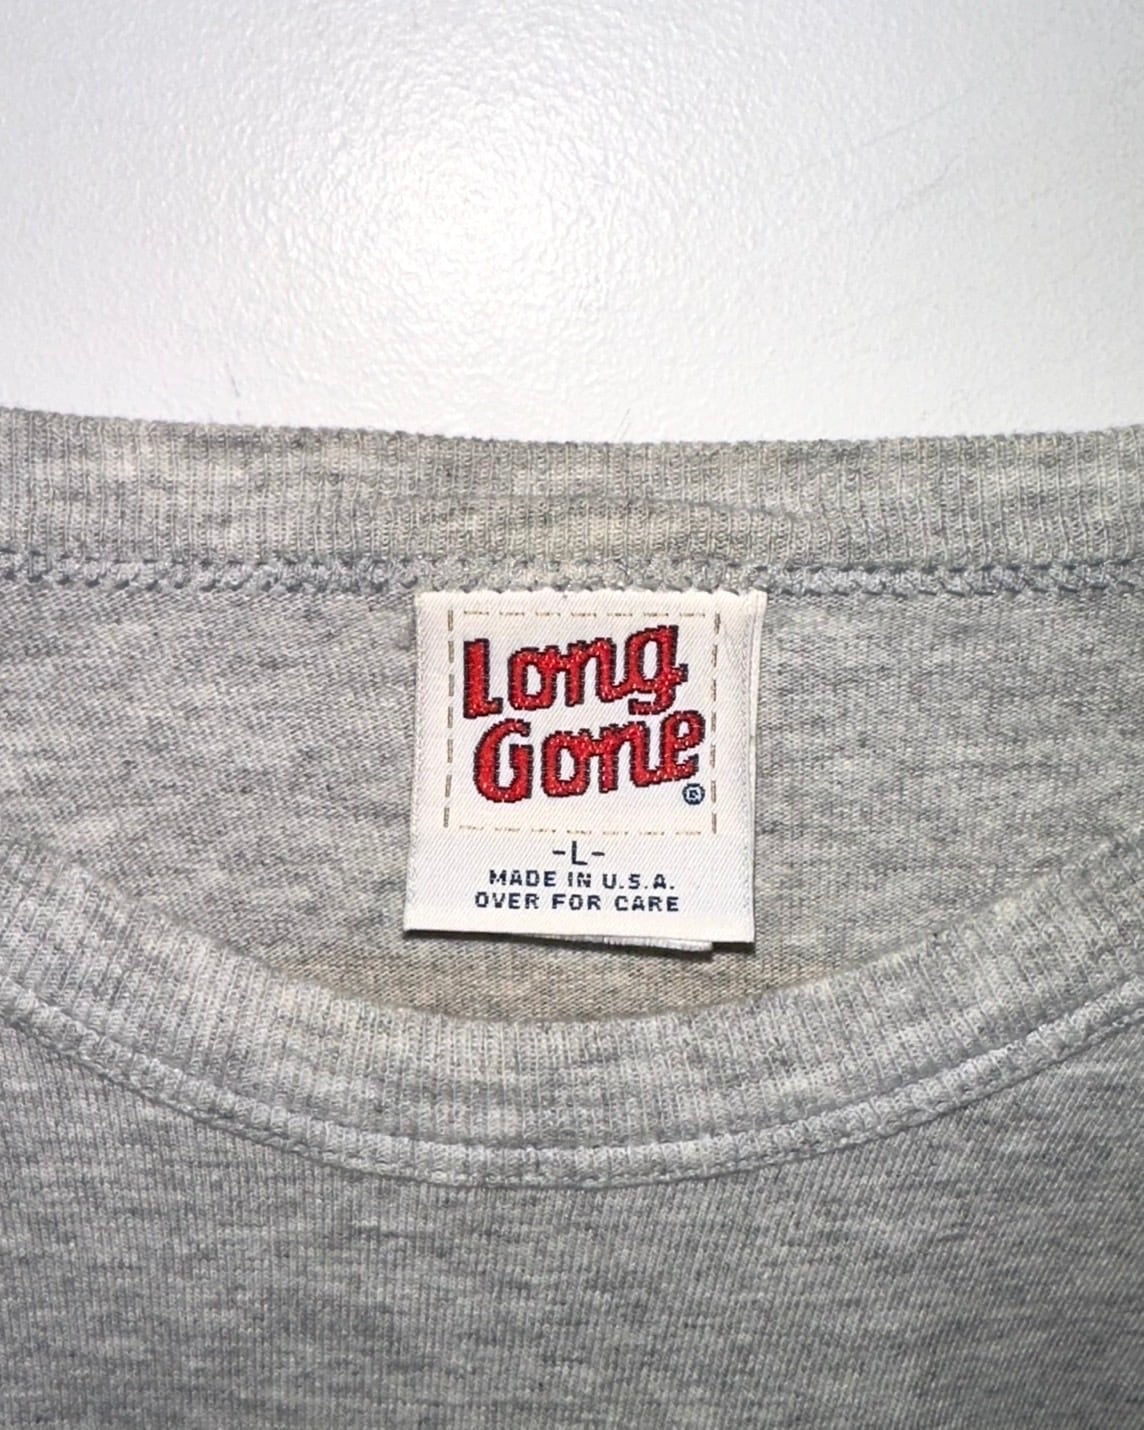 Long
Gone
®
-L-
MADE IN U.S.A.
OVER FOR CARE